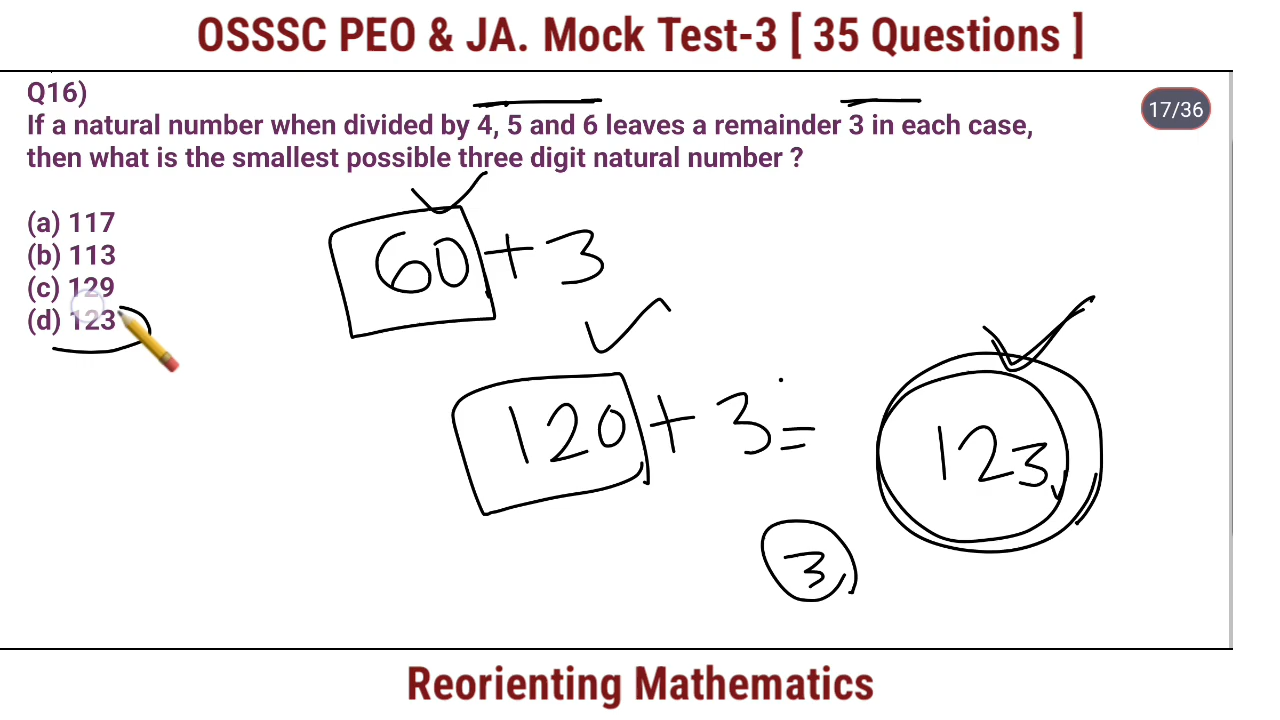 OSSSC PEO & JA. Mock Test-3 [ 35 Questions ]
Q16)
17/36
If a natural number when divided by 4, 5 and 6 leaves a remainder 3 in each case,
then what is the smallest possible three digit natural number ?
(a) 117
(b) 113
(c) 129
(d) 123
60 + 3
120 + 3 = 123
3
Reorienting Mathematics